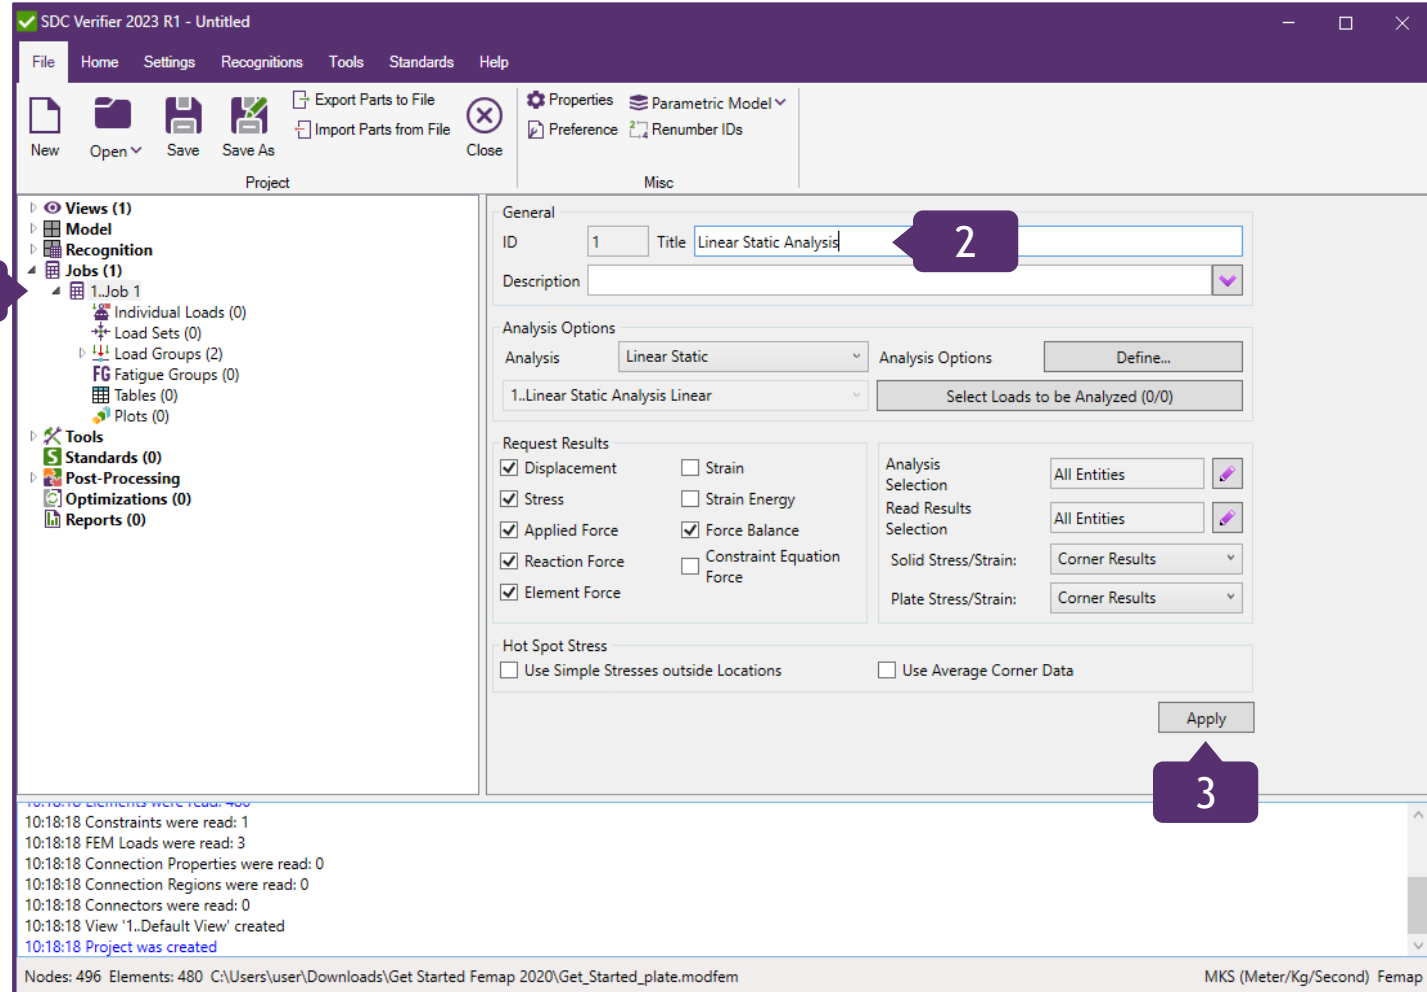 SDC Verifier 2023 R1 - Untitled
File Home Settings Recognitions Tools Standards Help
New Open Save Save As Export Parts to File Import Parts from File Close Properties Preference Parametric Model Renumber IDs
Project Misc
Views (1)
Model
Recognition
Jobs (1)
1..Job 1
Individual Loads (0)
Load Sets (0)
Load Groups (2)
FG Fatigue Groups (0)
Tables (0)
Plots (0)
Tools
S Standards (0)
Post-Processing
Optimizations (0)
Reports (0)
General
ID 1 Title Linear Static Analysis 2
Description
Analysis Options
Analysis Linear Static Analysis Options Define...
1..Linear Static Analysis Linear Select Loads to be Analyzed (0/0)
Request Results
Displacement Strain
Stress Strain Energy
Applied Force Force Balance
Reaction Force Constraint Equation Force
Element Force
Analysis Selection All Entities
Read Results Selection All Entities
Solid Stress/Strain: Corner Results
Plate Stress/Strain: Corner Results
Hot Spot Stress
Use Simple Stresses outside Locations Use Average Corner Data
Apply
3
10:18:18 Elements were read: 480
10:18:18 Constraints were read: 1
10:18:18 FEM Loads were read: 3
10:18:18 Connection Properties were read: 0
10:18:18 Connection Regions were read: 0
10:18:18 Connectors were read: 0
10:18:18 View '1..Default View' created
10:18:18 Project was created
Nodes: 496 Elements: 480 C:\Users\user\Downloads\Get Started Femap 2020\Get_Started_plate.modfem MKS (Meter/Kg/Second) Femap